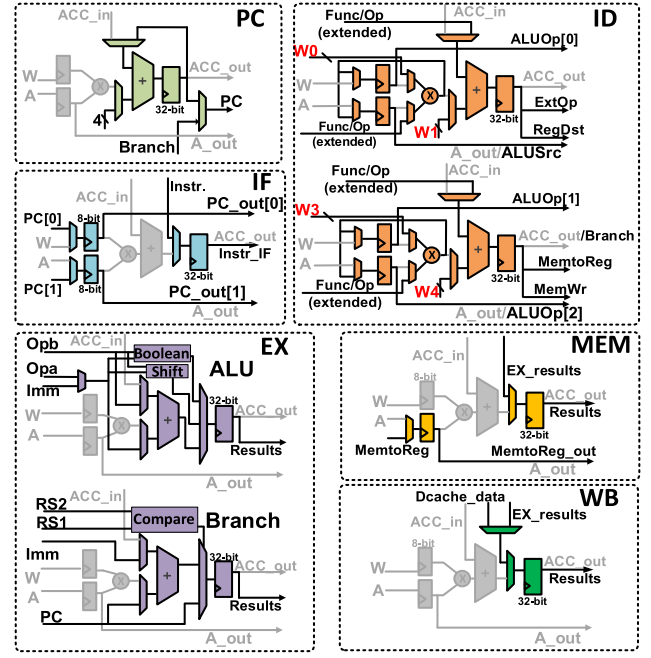 PC
ACC_in
ACC_out
W
A
X
+
4
32-bit
PC
Branch
A_out
ID
Func/Op
(extended)
ACC_in
ALUOp[0]
W0
W
A
X
+
ACC_out
ExtOp
RegDst
32-bit
Func/Op
(extended)
W1
A_out/ALUSrc
Func/Op
(extended)
ACC_in
ALUOp[1]
W3
W
A
X
+
ACC_out/Branch
MemtoReg
MemWr
32-bit
Func/Op
(extended)
W4
A_out/ALUOp[2]
IF
ACC_in
Instr.
PC_out[0]
PC[0]
8-bit
W
A
X
+
ACC_out
Instr_IF
PC[1]
8-bit
32-bit
PC_out[1]
A_out
EX
ACC_in
Opb
Boolean
ALU
Opa
Shift
Imm
W
A
X
+
32-bit
ACC_out
Results
A_out
ACC_in
RS2
RS1
Compare
Branch
Imm
W
A
X
+
32-bit
ACC_out
Results
PC
A_out
MEM
ACC_in
EX_results
8-bit
W
A
X
+
ACC_out
Results
32-bit
MemtoReg
MemtoReg_out
A_out
WB
Dcache_data
ACC_in
EX_results
8-bit
W
A
X
+
ACC_out
Results
32-bit
A_out